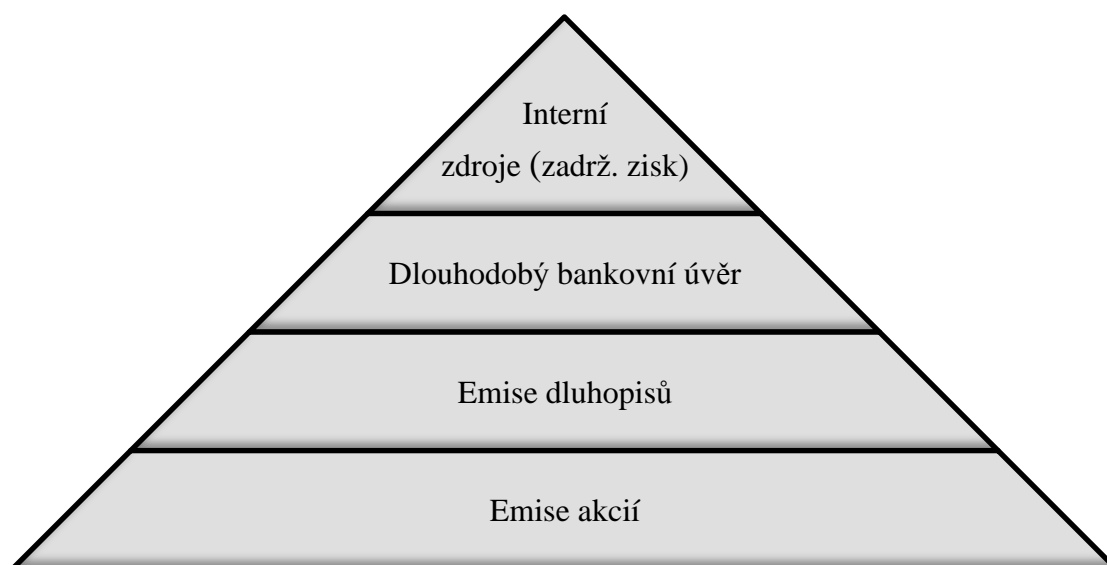 Interní
zdroje (zadrž. zisk)
Dlouhodobý bankovní úvěr
Emise dluhopisů
Emise akcií